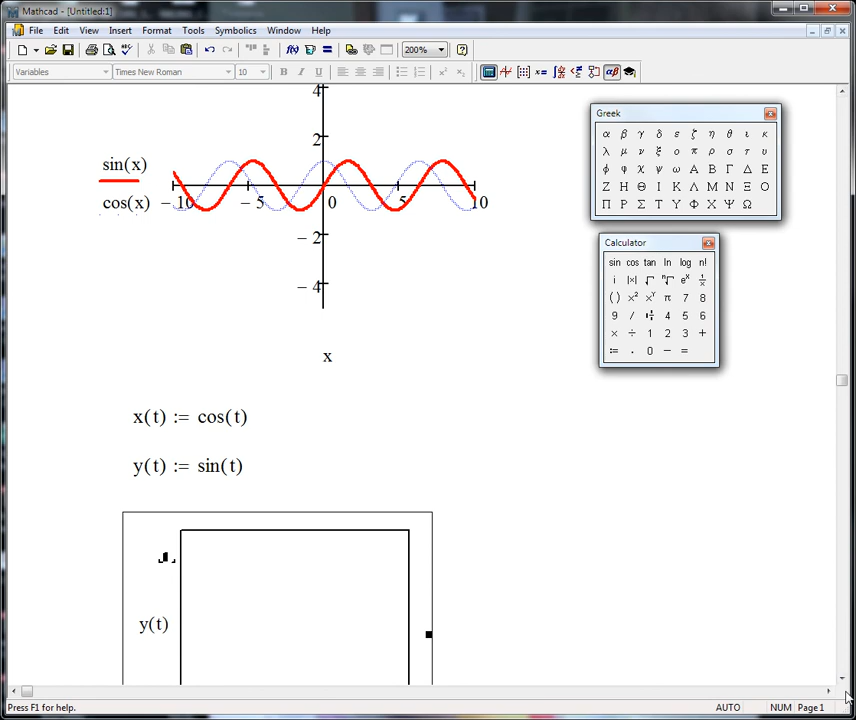 Mathcad - [Untitled:1]
File Edit View Insert Format Tools Symbolics Window Help
200%
Variables Times New Roman 10 B I U
4
2
sin(x)
cos(x) − 10 − 5 0 5 10
− 2
− 4
x
x(t) := cos(t)
y(t) := sin(t)
y(t)
Greek
α β γ δ ε ζ η θ ι κ
λ μ ν ξ ο π ρ σ τ υ
ϕ φ χ ψ ω Α Β Γ Δ Ε
Ζ Η Θ Ι Κ Λ Μ Ν Ξ Ο
Π Ρ Σ Τ Υ Φ Χ Ψ Ω
Calculator
sin cos tan ln log n!
i |×| √ ⁿ√ eˣ 1/x
( ) x² xʸ π 7 8
9 / 4 5 6
× ÷ 1 2 3 +
:= . 0 − =
Press F1 for help. AUTO NUM Page 1